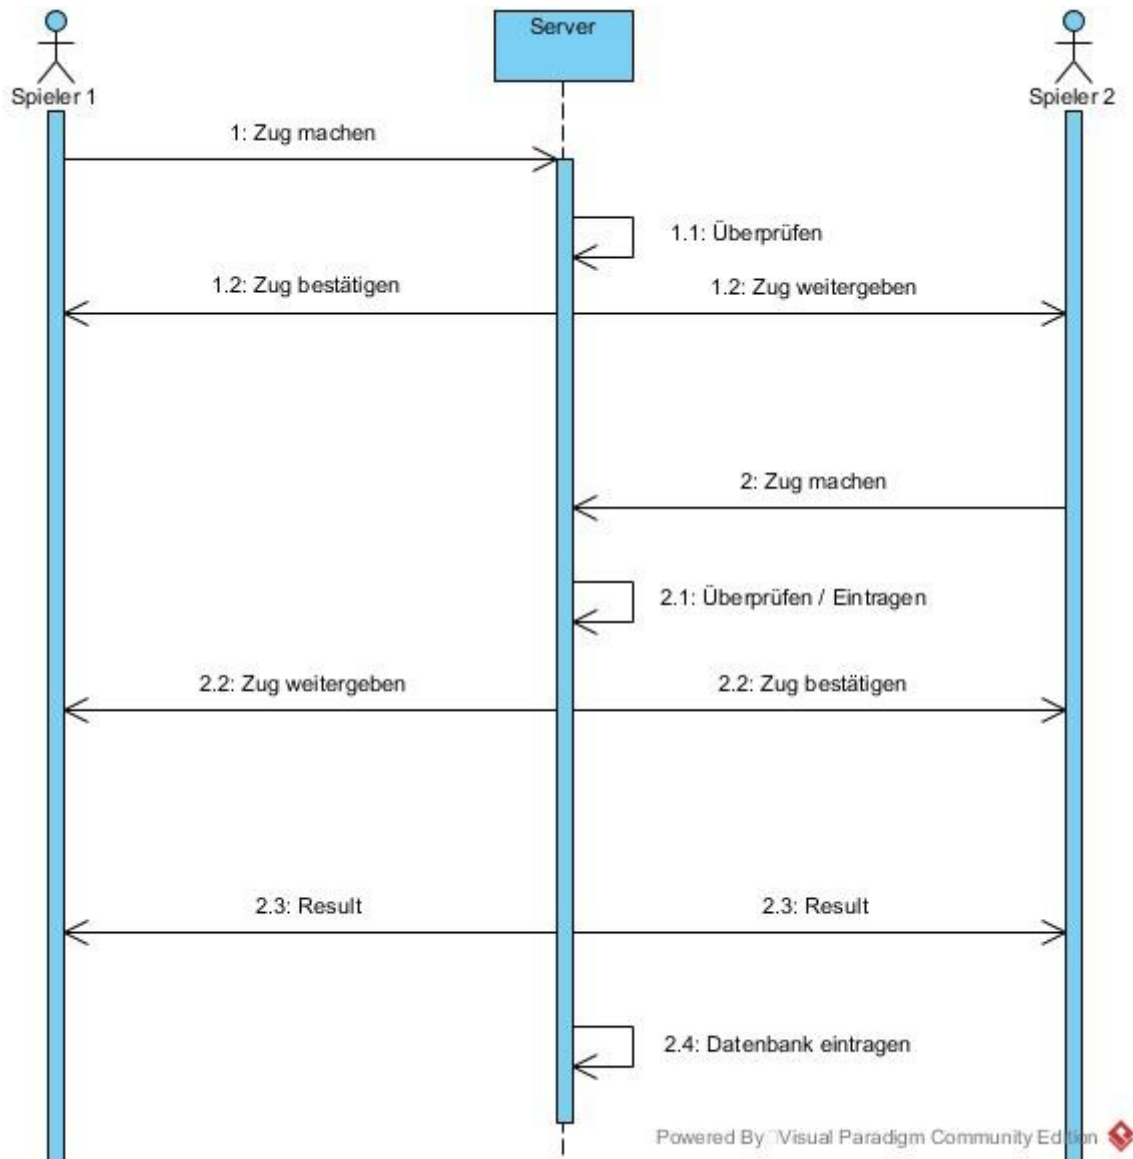 Server
Spieler 1
Spieler 2
1: Zug machen
1.1: Überprüfen
1.2: Zug bestätigen
1.2: Zug weitergeben
2: Zug machen
2.1: Überprüfen / Eintragen
2.2: Zug weitergeben
2.2: Zug bestätigen
2.3: Result
2.3: Result
2.4: Datenbank eintragen
Powered By Visual Paradigm Community Edition